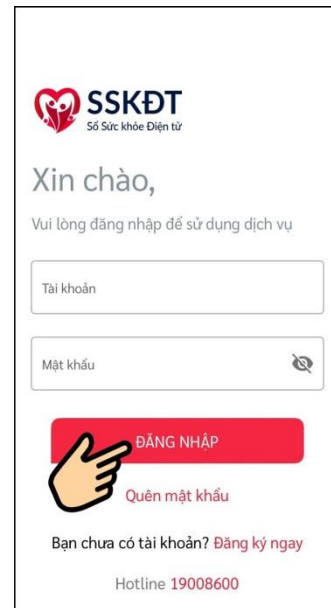 SSKĐT
Sổ Sức khỏe Điện tử
Xin chào,
Vui lòng đăng nhập để sử dụng dịch vụ
Tài khoản
Mật khẩu
ĐĂNG NHẬP
Quên mật khẩu
Bạn chưa có tài khoản? Đăng ký ngay
Hotline 19008600